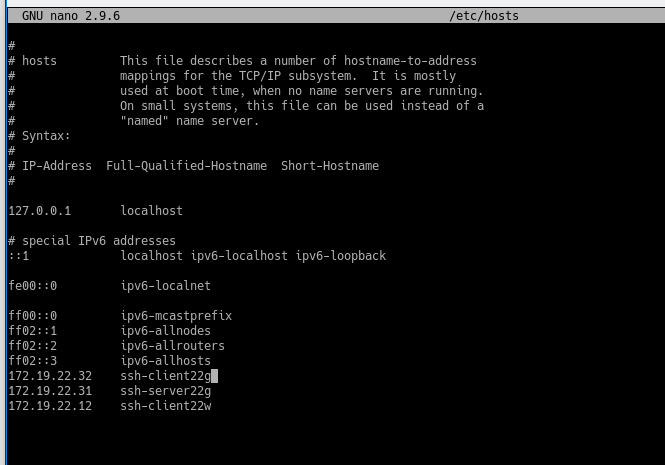 GNU nano 2.9.6 /etc/hosts
#
# hosts This file describes a number of hostname-to-address
# mappings for the TCP/IP subsystem. It is mostly
# used at boot time, when no name servers are running.
# On small systems, this file can be used instead of a
# "named" name server.
# Syntax:
#
# IP-Address Full-Qualified-Hostname Short-Hostname
#
127.0.0.1 localhost
# special IPv6 addresses
::1 localhost ipv6-localhost ipv6-loopback
fe00::0 ipv6-localnet
ff00::0 ipv6-mcastprefix
ff02::1 ipv6-allnodes
ff02::2 ipv6-allrouters
ff02::3 ipv6-allhosts
172.19.22.32 ssh-client22g
172.19.22.31 ssh-server22g
172.19.22.12 ssh-client22w